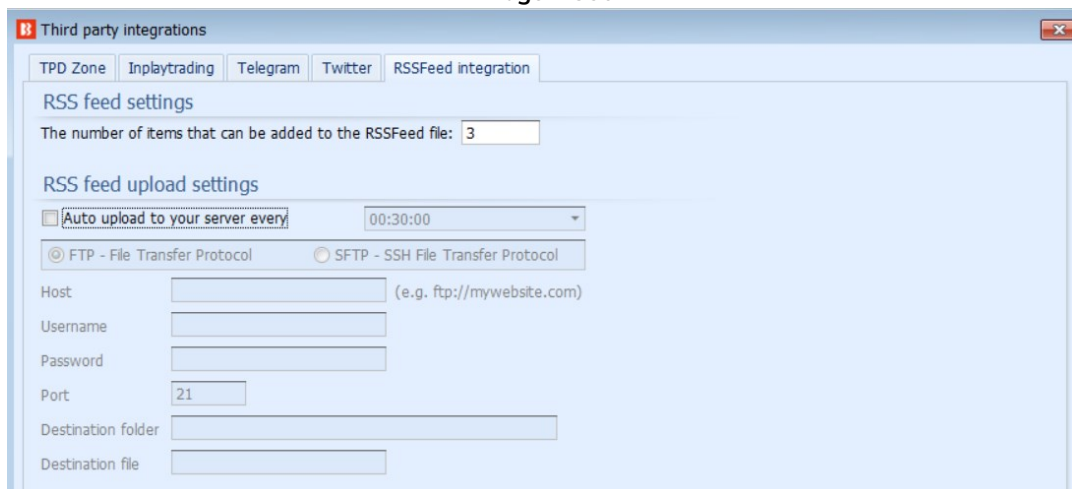 Third party integrations
TPD Zone Inplaytrading Telegram Twitter RSSFeed integration
RSS feed settings
The number of items that can be added to the RSSFeed file: 3
RSS feed upload settings
Auto upload to your server every 00:30:00
FTP - File Transfer Protocol SFTP - SSH File Transfer Protocol
Host (e.g. ftp://mywebsite.com)
Username
Password
Port 21
Destination folder
Destination file